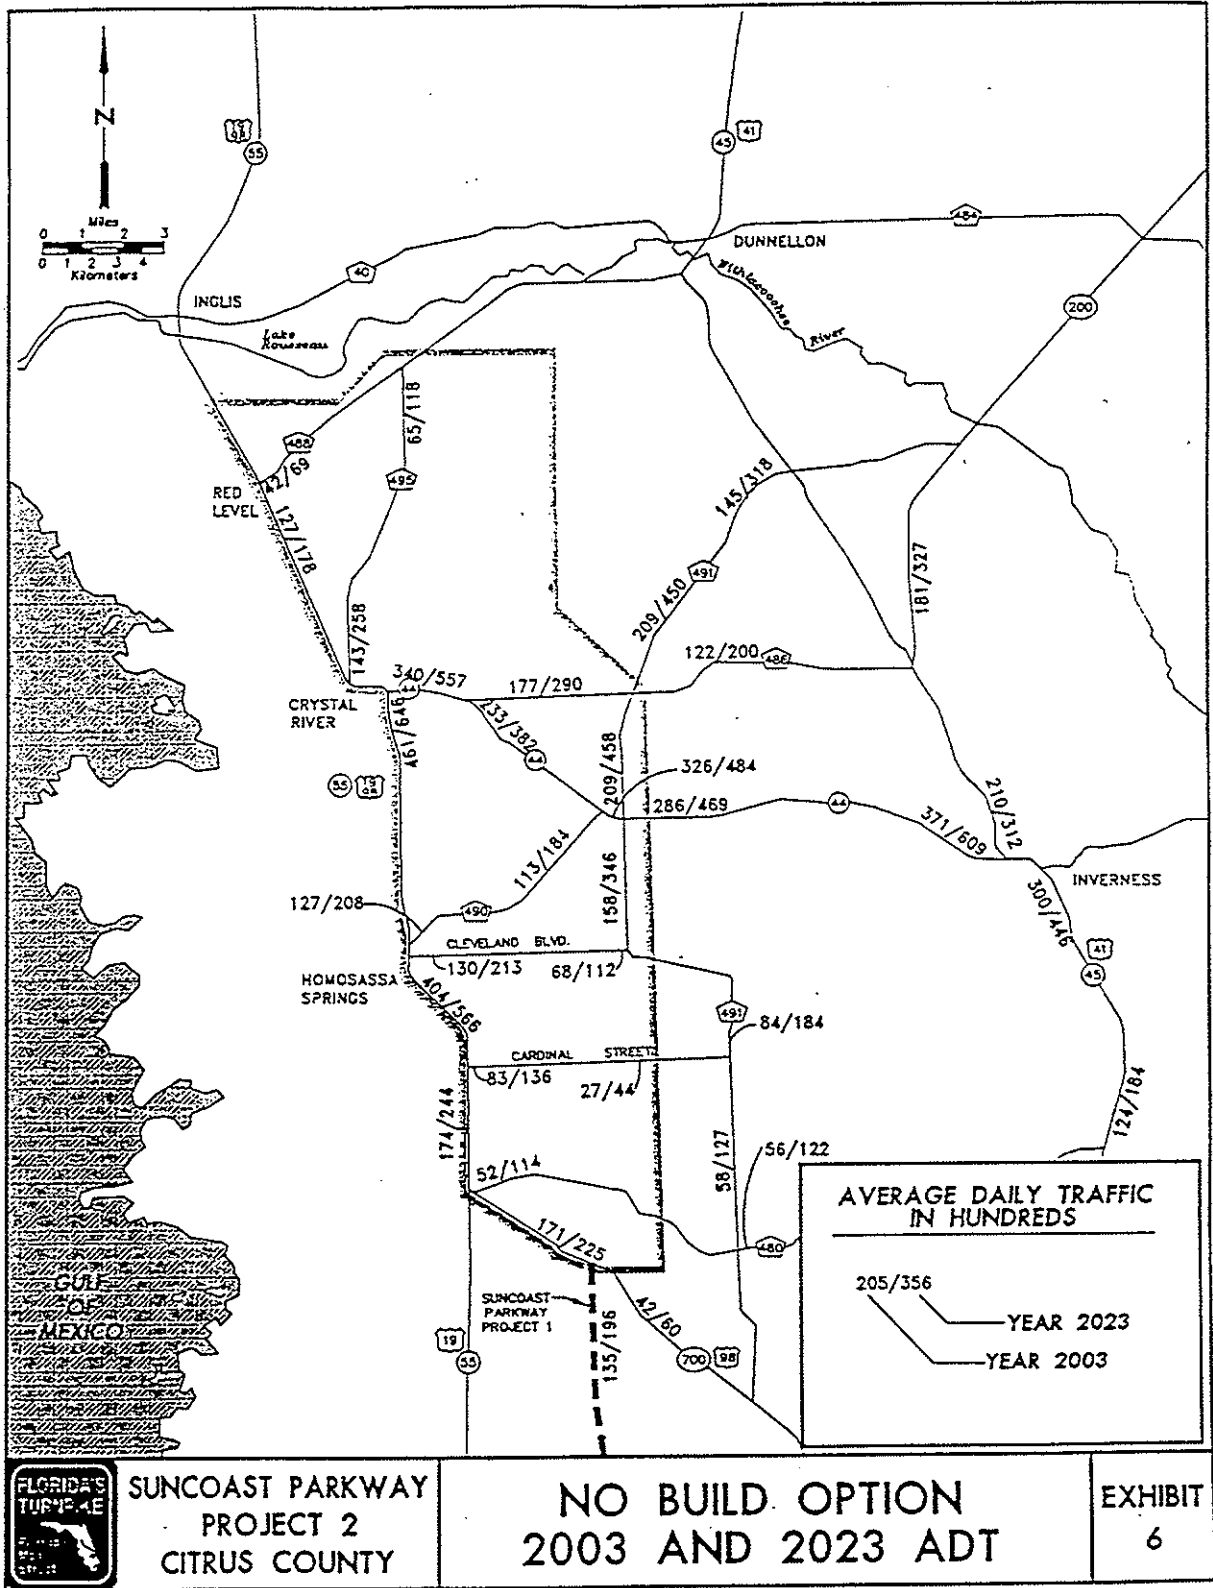 N
Miles
0 1 2 3
0 1 2 3 4
Kilometers
55
45
41
484
DUNNELLON
40
INGLIS
Lake
Rousseau
Withlacoochee
River
200
65/118
488
42/69
495
RED
LEVEL
127/178
145/318
491
209/450
181/327
143/258
122/200
486
340/557
44
177/290
CRYSTAL
RIVER
461/646
233/382
44
209/458
326/484
55
286/469
44
371/609
210/312
113/184
158/346
INVERNESS
127/208
490
300/446
CLEVELAND BLVD.
130/213
68/112
41
45
HOMOSASSA
SPRINGS
404/566
491
84/184
CARDINAL STREET
83/136
27/44
174/244
124/184
58/127
56/122
52/114
171/225
480
AVERAGE DAILY TRAFFIC
IN HUNDREDS
205/356
YEAR 2023
YEAR 2003
GULF
OF
MEXICO
SUNCOAST
PARKWAY
PROJECT 1
135/196
42/60
19
55
700
98
FLORIDA'S
TURNPIKE
SUNCOAST PARKWAY
PROJECT 2
CITRUS COUNTY
NO BUILD OPTION
2003 AND 2023 ADT
EXHIBIT
6